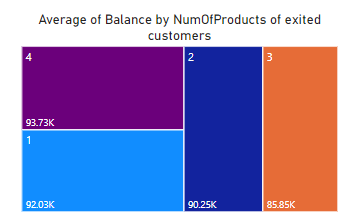 Average of Balance by NumOfProducts of exited
customers
4
93.73K
1
92.03K
2
90.25K
3
85.85K